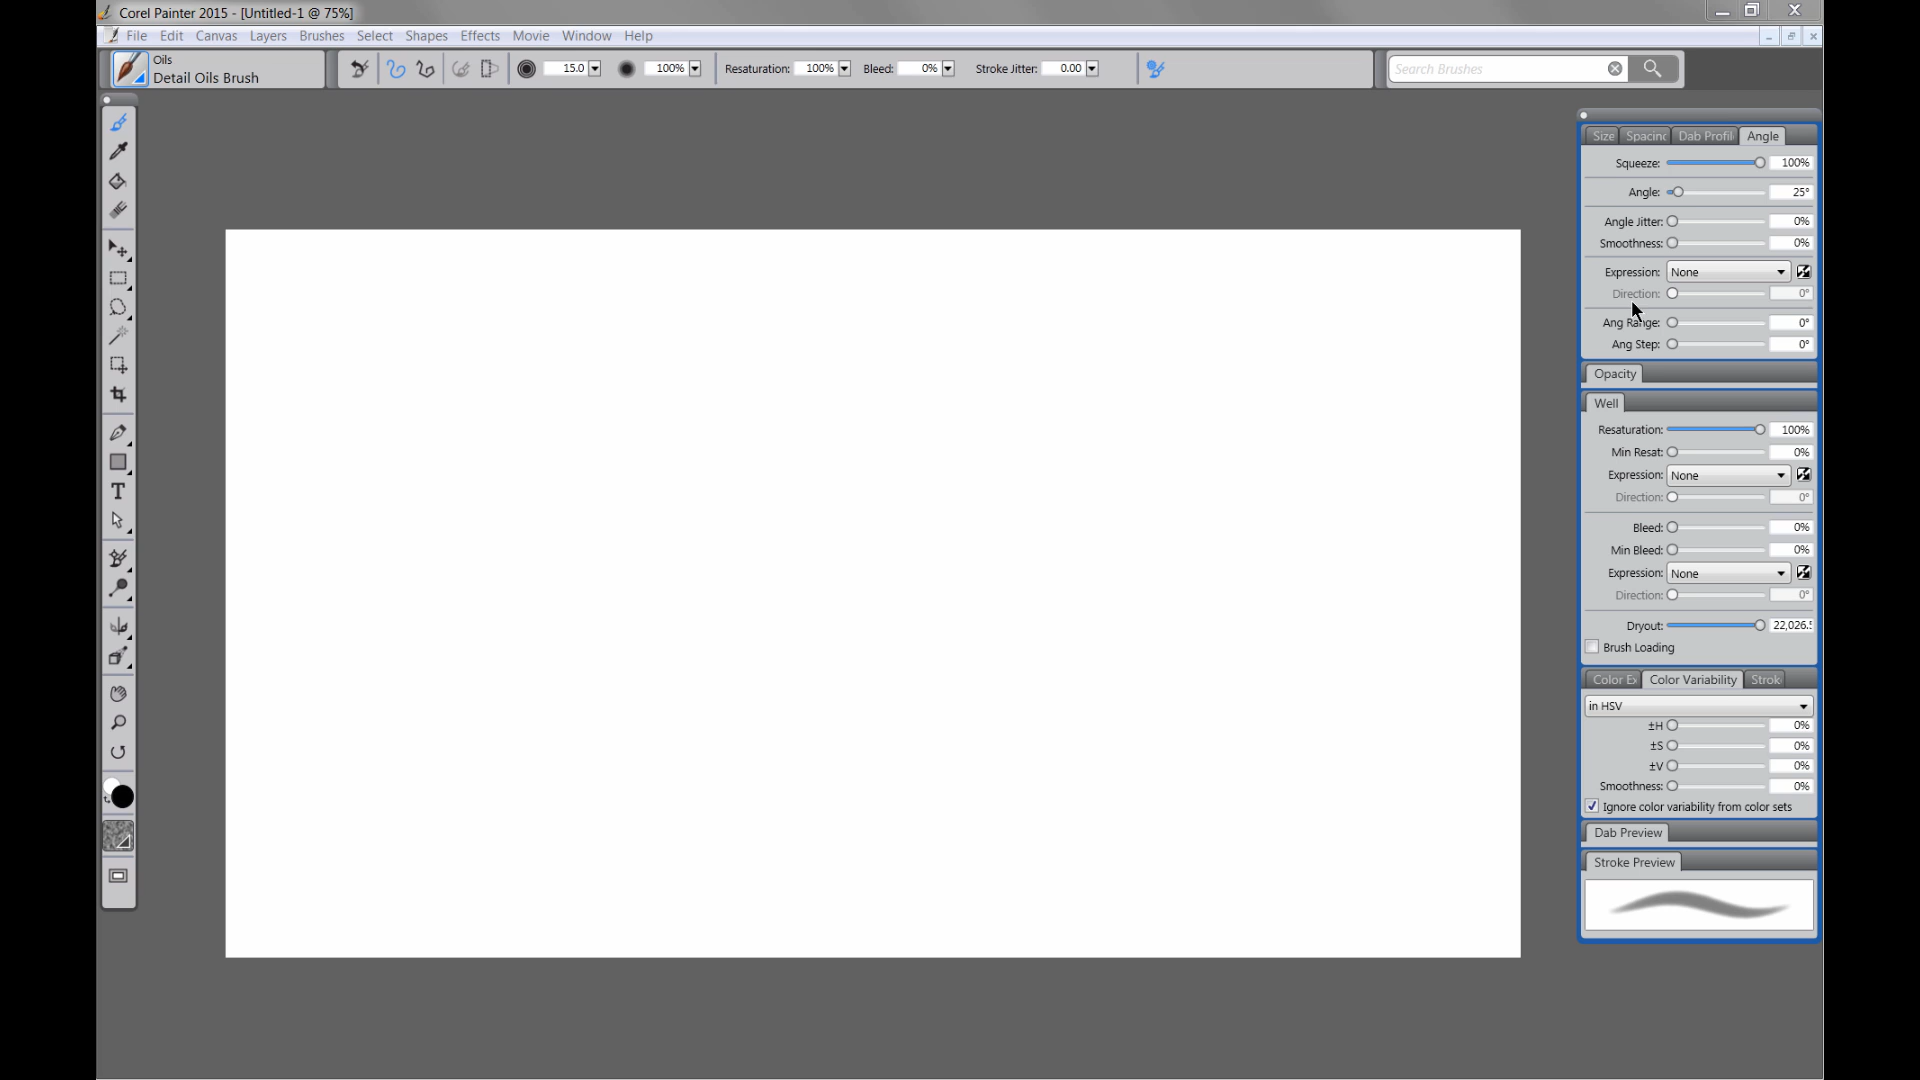 Corel Painter 2015 - [Untitled-1 @ 75%]
File Edit Canvas Layers Brushes Select Shapes Effects Movie Window Help
Oils
Detail Oils Brush
15.0 100% Resaturation: 100% Bleed: 0% Stroke Jitter: 0.00 Search Brushes
Size Spacinc Dab Profil Angle
Squeeze: 100%
Angle: 25°
Angle Jitter: 0%
Smoothness: 0%
Expression: None
Direction: 0°
Ang Range: 0°
Ang Step: 0°
Opacity
Well
Resaturation: 100%
Min Resat: 0%
Expression: None
Direction: 0°
Bleed: 0%
Min Bleed: 0%
Expression: None
Direction: 0°
Dryout: 22,026.5
Brush Loading
Color Ex Color Variability Strok
in HSV
±H 0%
±S 0%
±V 0%
Smoothness: 0%
Ignore color variability from color sets
Dab Preview
Stroke Preview
T